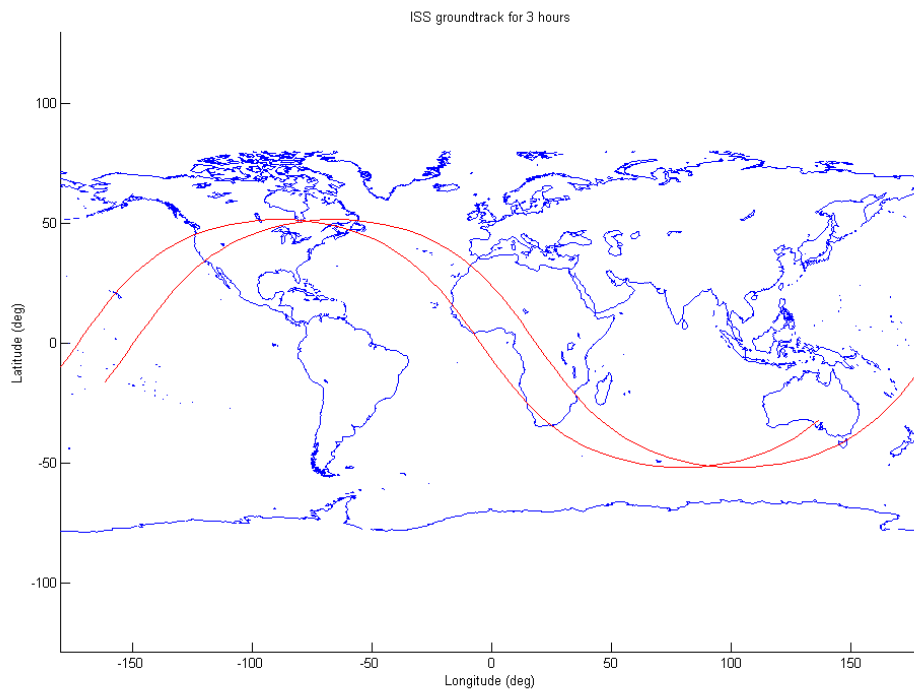 ISS groundtrack for 3 hours
100
50
0
-50
-100
Latitude (deg)
-150 -100 -50 0 50 100 150
Longitude (deg)